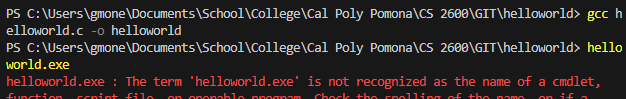 PS C:\Users\gmone\Documents\School\College\Cal Poly Pomona\CS 2600\GIT\helloworld> gcc h
elloworld.c -o helloworld
PS C:\Users\gmone\Documents\School\College\Cal Poly Pomona\CS 2600\GIT\helloworld> hello
world.exe
helloworld.exe : The term 'helloworld.exe' is not recognized as the name of a cmdlet,
function, script file, or operable program. Check the spelling of the name, or if a